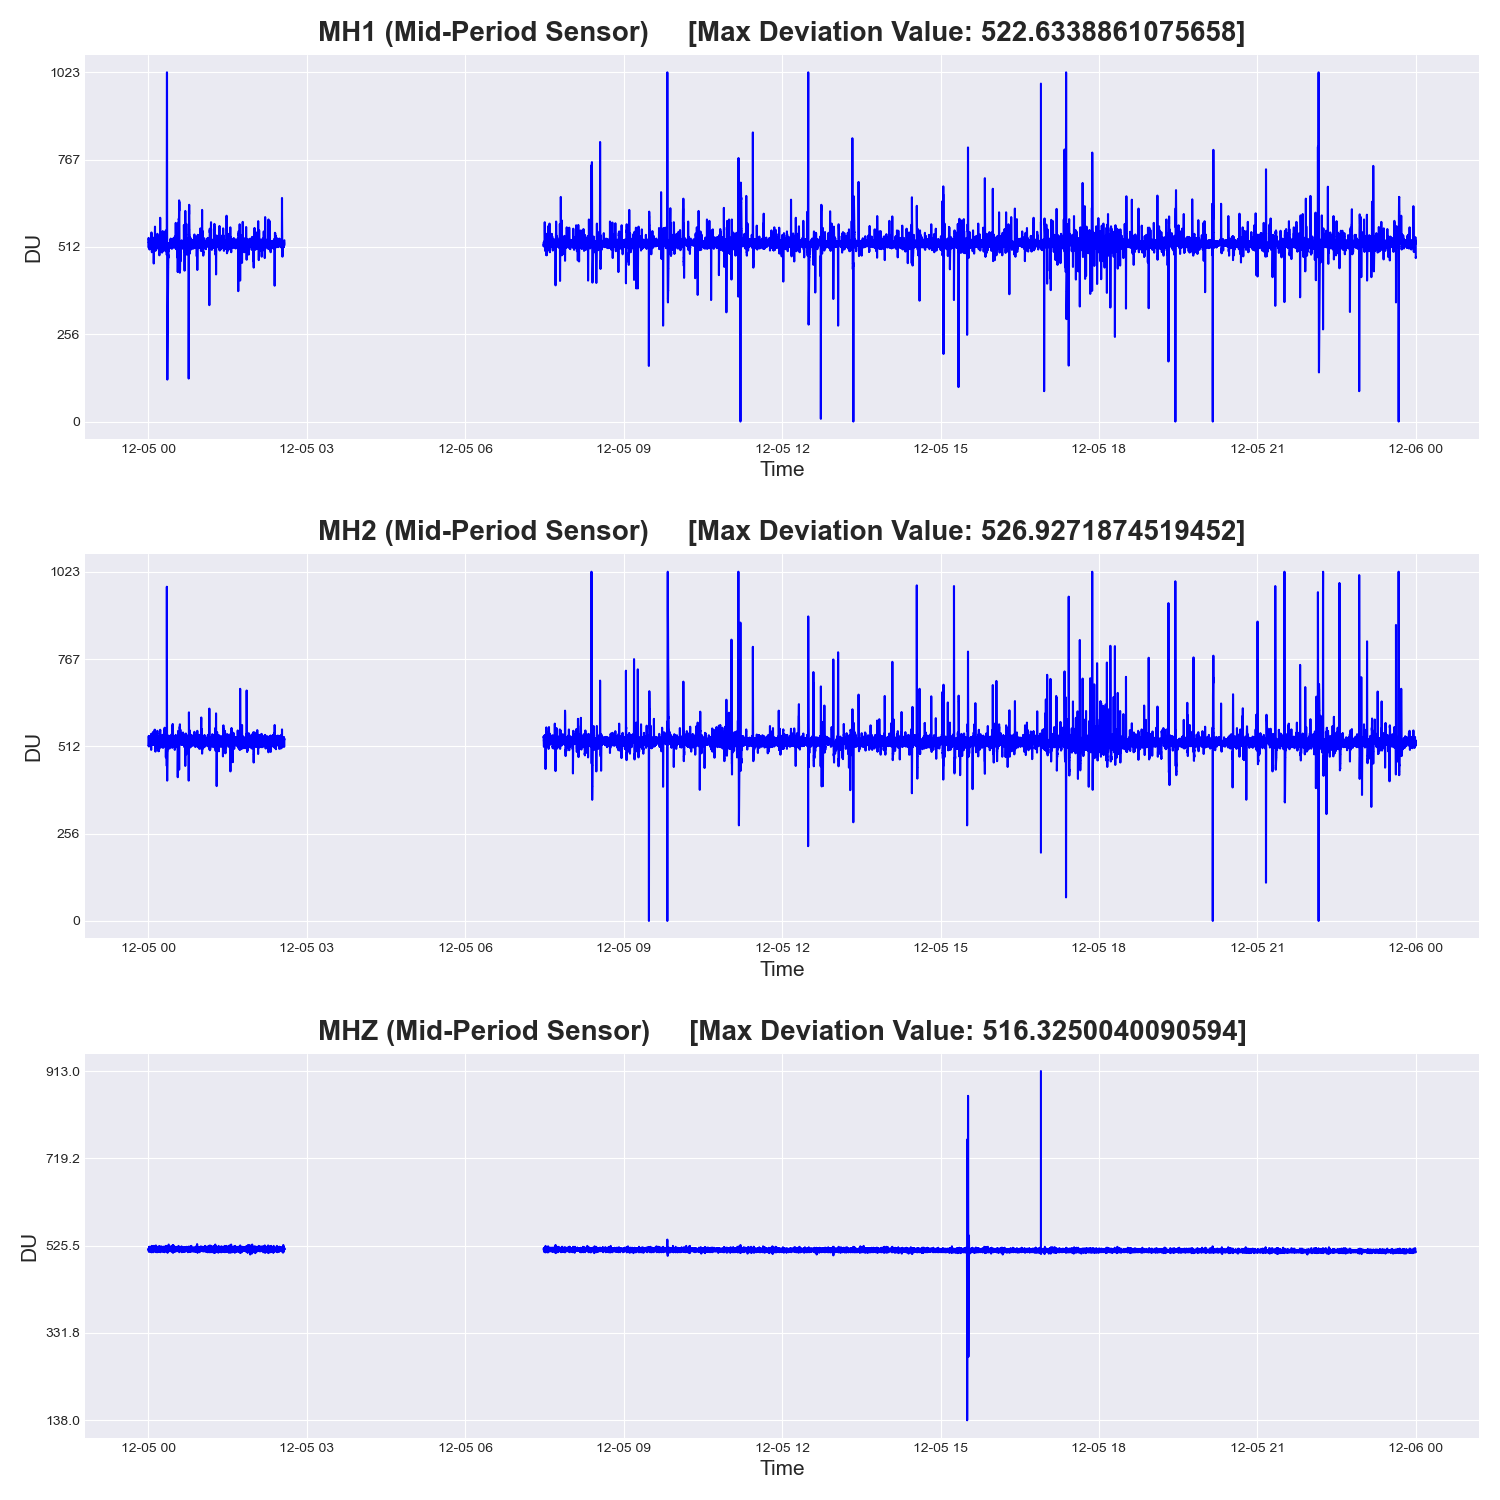 MH1 (Mid-Period Sensor) [Max Deviation Value: 522.6338861075658]
1023
767
512
256
0
DU
12-05 00 12-05 03 12-05 06 12-05 09 12-05 12 12-05 15 12-05 18 12-05 21 12-06 00
Time
MH2 (Mid-Period Sensor) [Max Deviation Value: 526.9271874519452]
1023
767
512
256
0
DU
12-05 00 12-05 03 12-05 06 12-05 09 12-05 12 12-05 15 12-05 18 12-05 21 12-06 00
Time
MHZ (Mid-Period Sensor) [Max Deviation Value: 516.3250040090594]
913.0
719.2
525.5
331.8
138.0
DU
12-05 00 12-05 03 12-05 06 12-05 09 12-05 12 12-05 15 12-05 18 12-05 21 12-06 00
Time